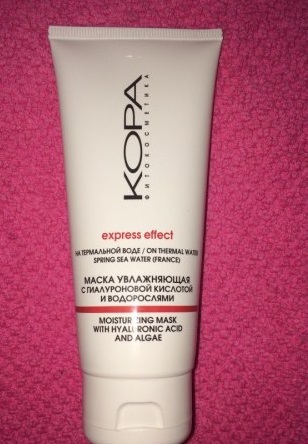 КОРА
ФИТОКОСМЕТИКА
express effect
НА ТЕРМАЛЬНОЙ ВОДЕ / ON THERMAL WATER
SPRING SEA WATER (FRANCE)
МАСКА УВЛАЖНЯЮЩАЯ
С ГИАЛУРОНОВОЙ КИСЛОТОЙ
И ВОДОРОСЛЯМИ
MOISTURIZING MASK
WITH HYALURONIC ACID
AND ALGAE